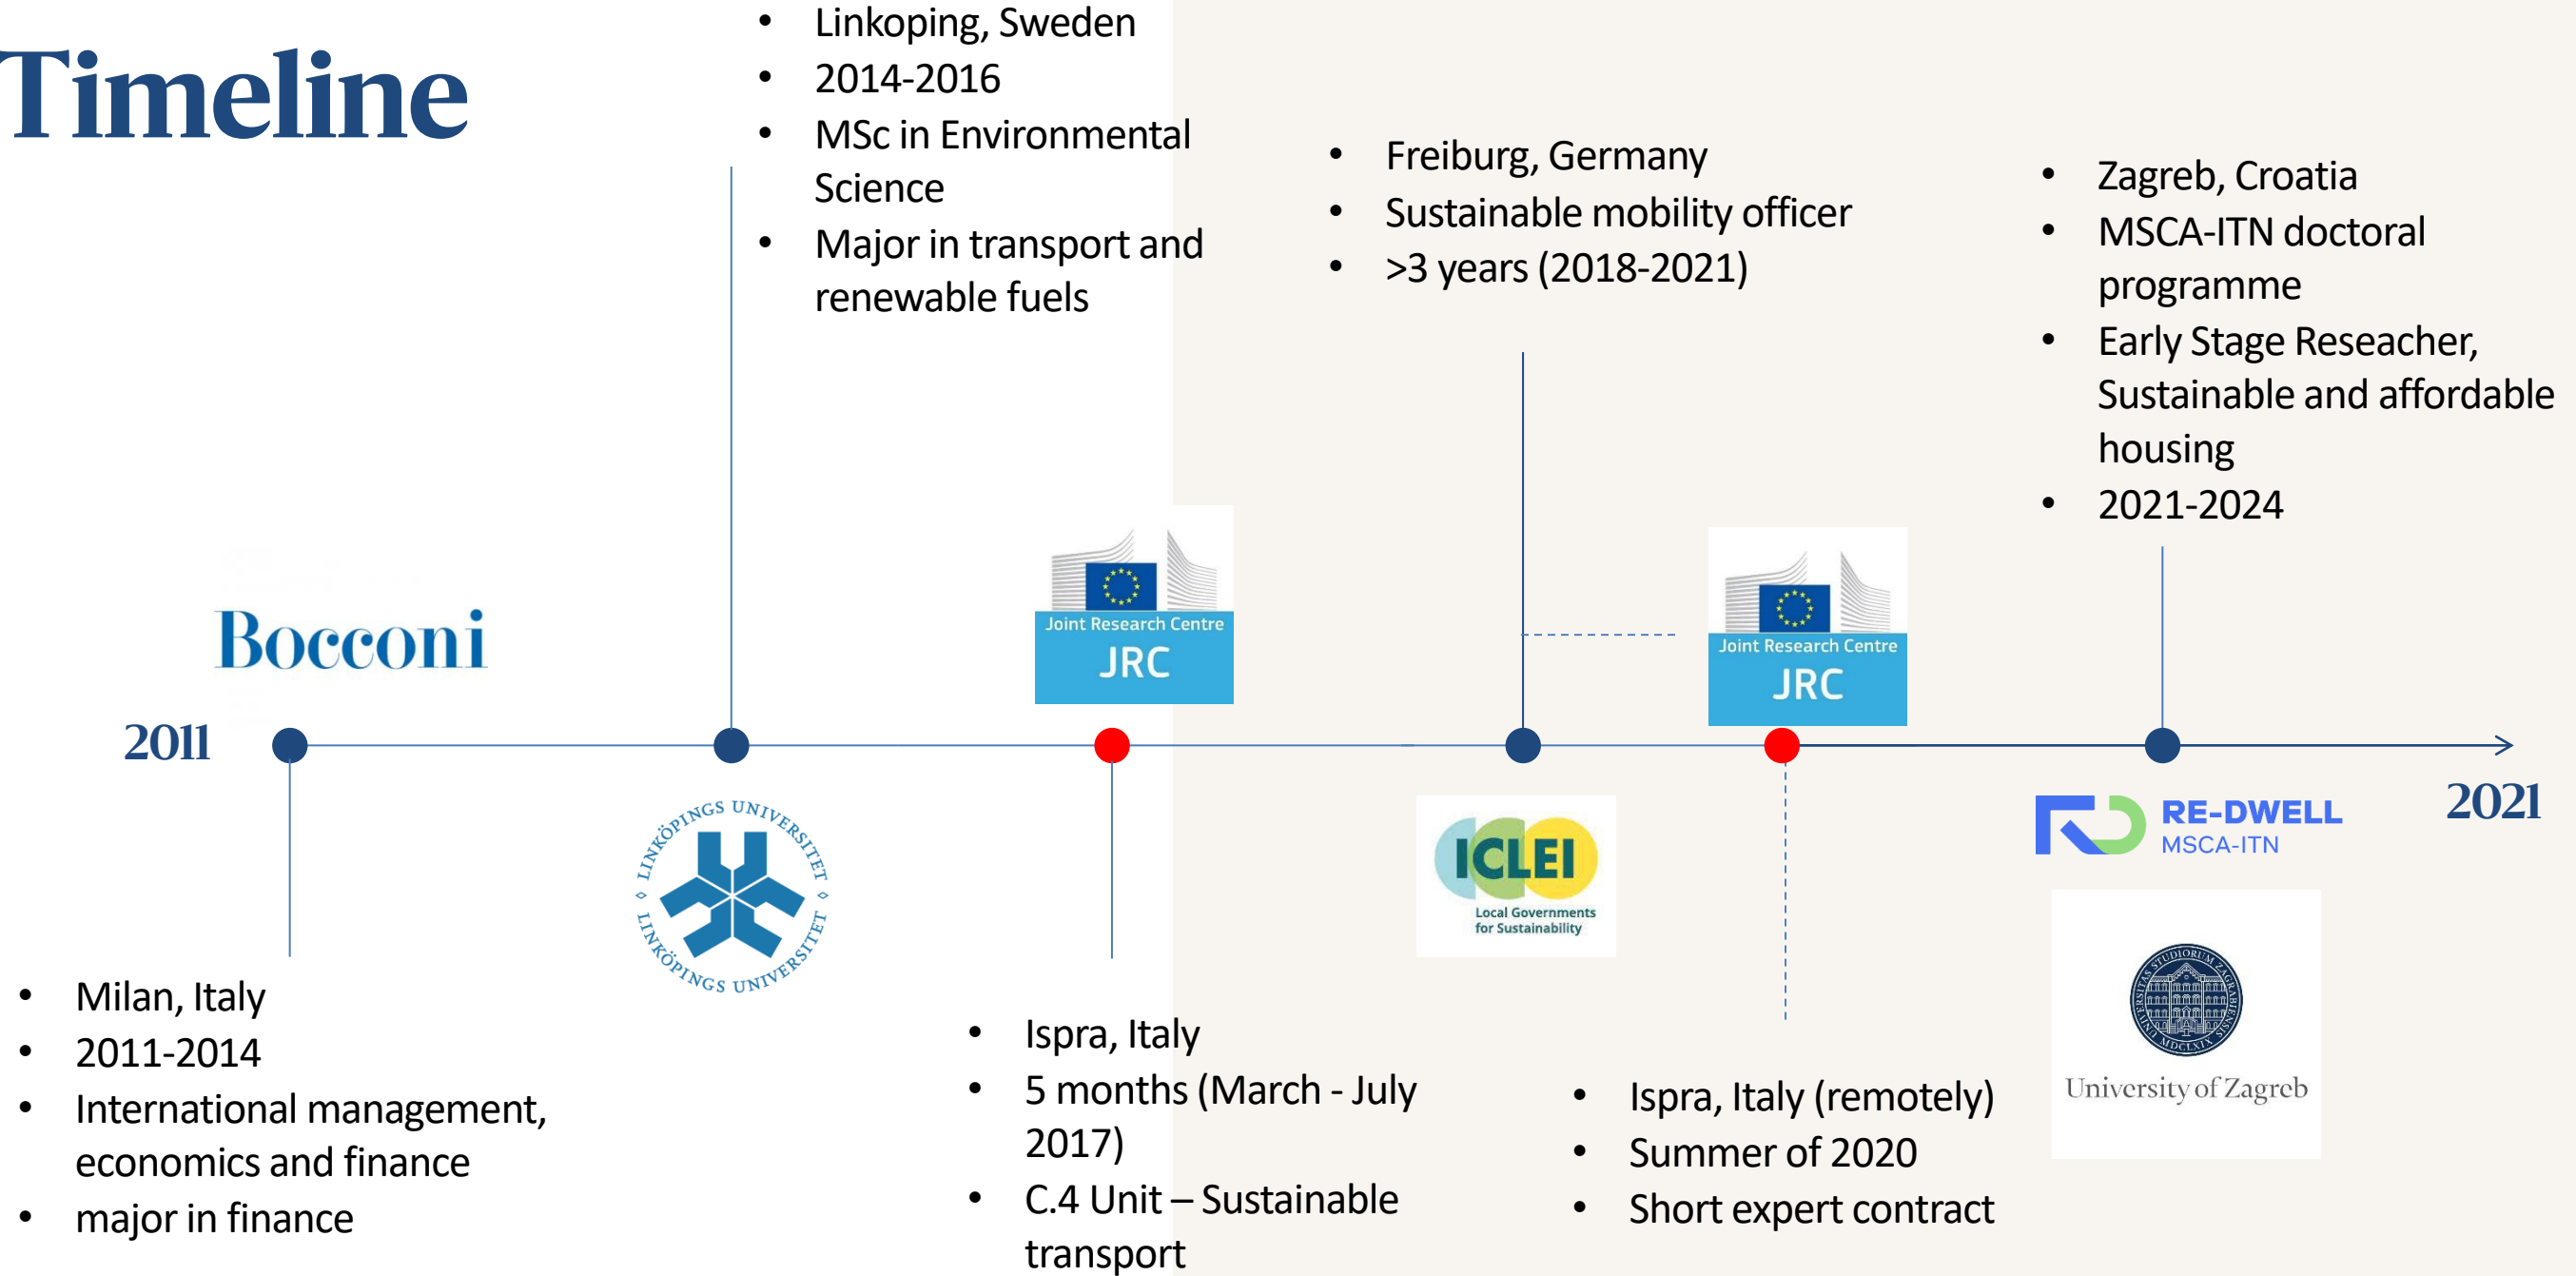 Timeline
• Linkoping, Sweden
• 2014-2016
• MSc in Environmental
Science
• Major in transport and
renewable fuels
• Freiburg, Germany
• Sustainable mobility officer
• >3 years (2018-2021)
• Zagreb, Croatia
• MSCA-ITN doctoral
programme
• Early Stage Reseacher,
Sustainable and affordable
housing
• 2021-2024
Bocconi
Joint Research Centre
JRC
Joint Research Centre
JRC
2011
2021
LINKÖPINGS UNIVERSITET
LINKÖPINGS UNIVERSITET
ICLEI
Local Governments
for Sustainability
RE-DWELL
MSCA-ITN
UNIVERSITAS STUDIORUM ZAGRABIENSIS
MDCLXIX
University of Zagreb
• Milan, Italy
• 2011-2014
• International management,
economics and finance
• major in finance
• Ispra, Italy
• 5 months (March - July
2017)
• C.4 Unit – Sustainable
transport
• Ispra, Italy (remotely)
• Summer of 2020
• Short expert contract